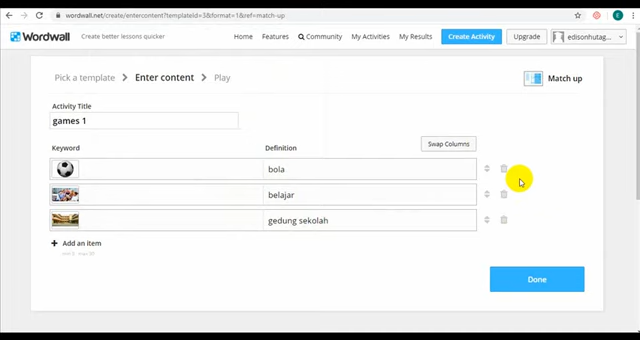 wordwall.net/create/entercontent?templateId=3&format=1&ref=match-up
Wordwall
Create better lessons quicker
Home
Features
Community
My Activities
My Results
Create Activity
Upgrade
edisonhutag...
Pick a template
Enter content
Play
Match up
Activity Title
games 1
Swap Columns
Keyword
Definition
bola
belajar
gedung sekolah
Add an item
Done